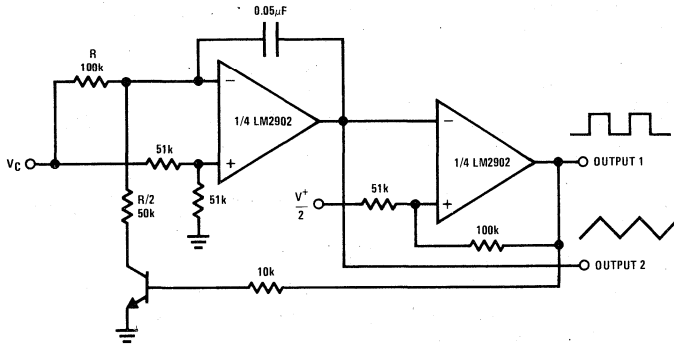 0.05µF
R
100k
–
1/4 LM2902
+
–
1/4 LM2902
+
OUTPUT 1
VC
51k
51k
R/2
50k
V+
2
51k
100k
OUTPUT 2
10k